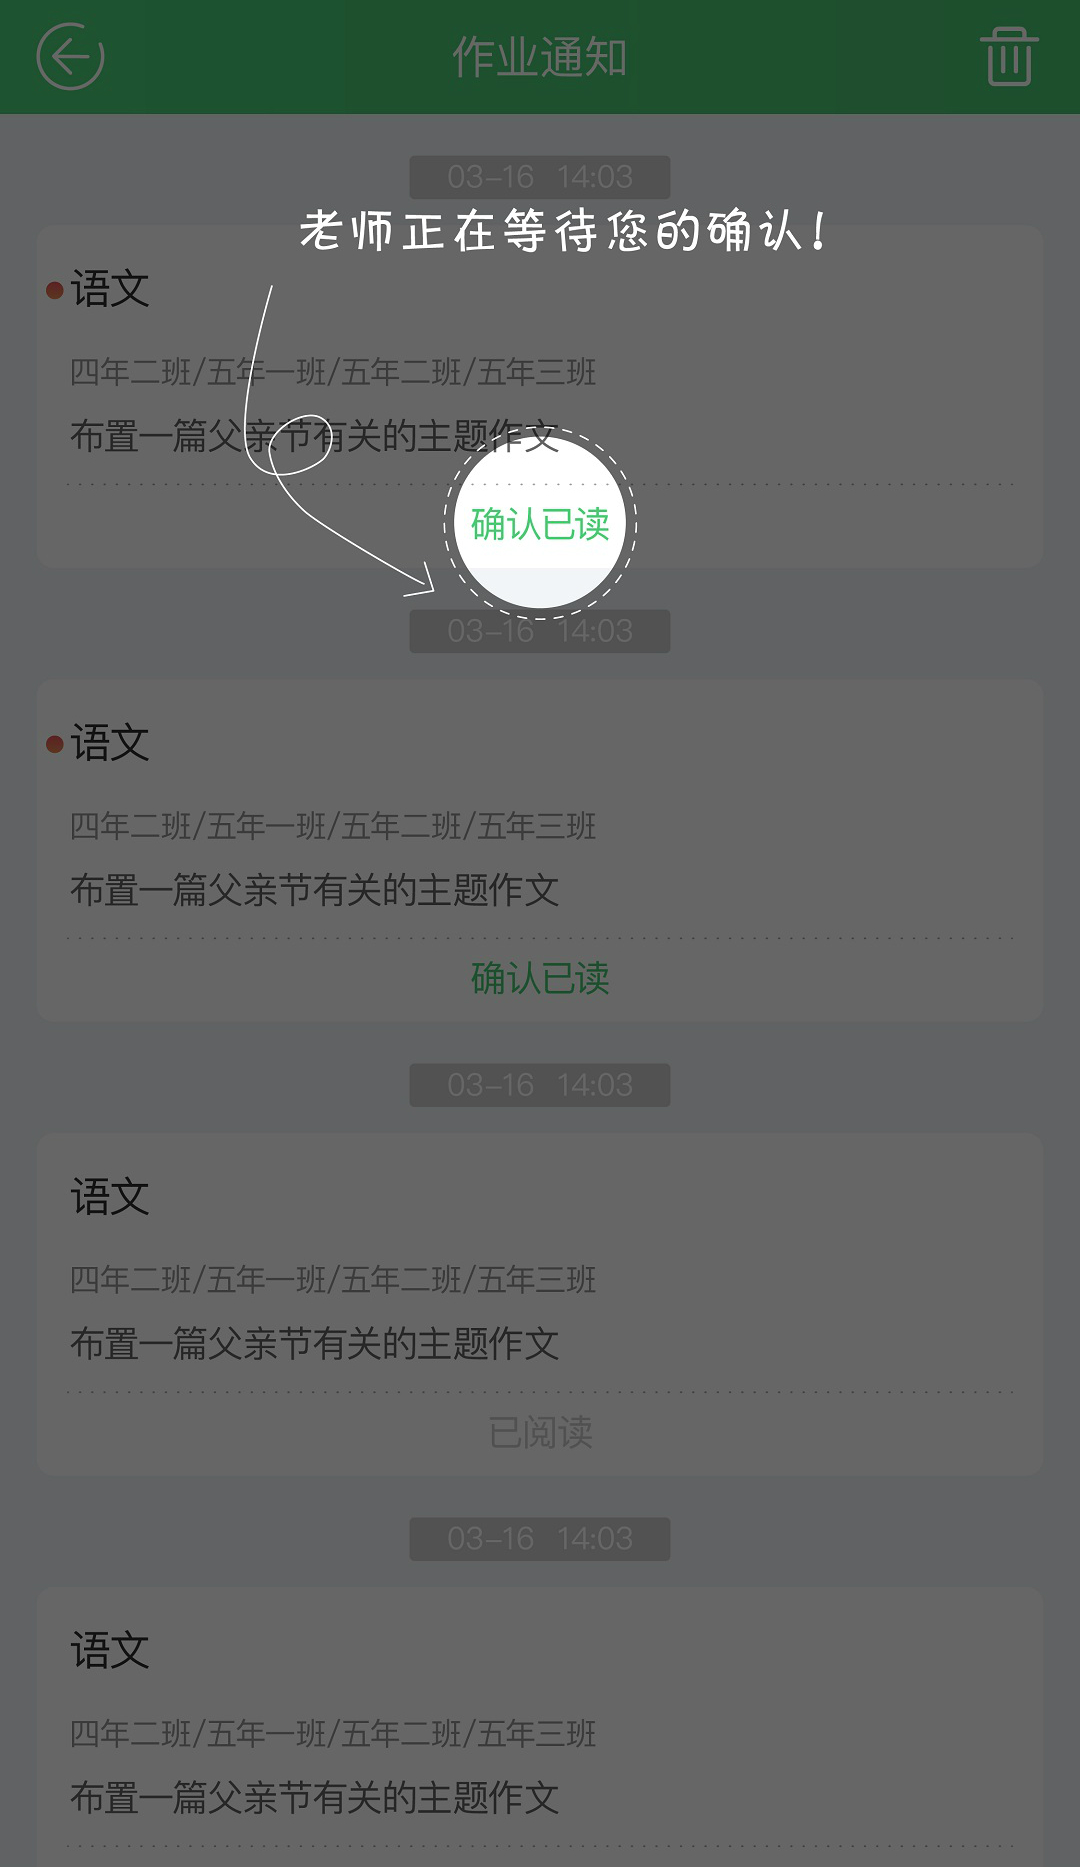 作业通知
03-16 14:03
老师正在等待您的确认!
语文
四年二班/五年一班/五年二班/五年三班
布置一篇父亲节有关的主题作文
确认已读
03-16 14:03
语文
四年二班/五年一班/五年二班/五年三班
布置一篇父亲节有关的主题作文
确认已读
03-16 14:03
语文
四年二班/五年一班/五年二班/五年三班
布置一篇父亲节有关的主题作文
已阅读
03-16 14:03
语文
四年二班/五年一班/五年二班/五年三班
布置一篇父亲节有关的主题作文